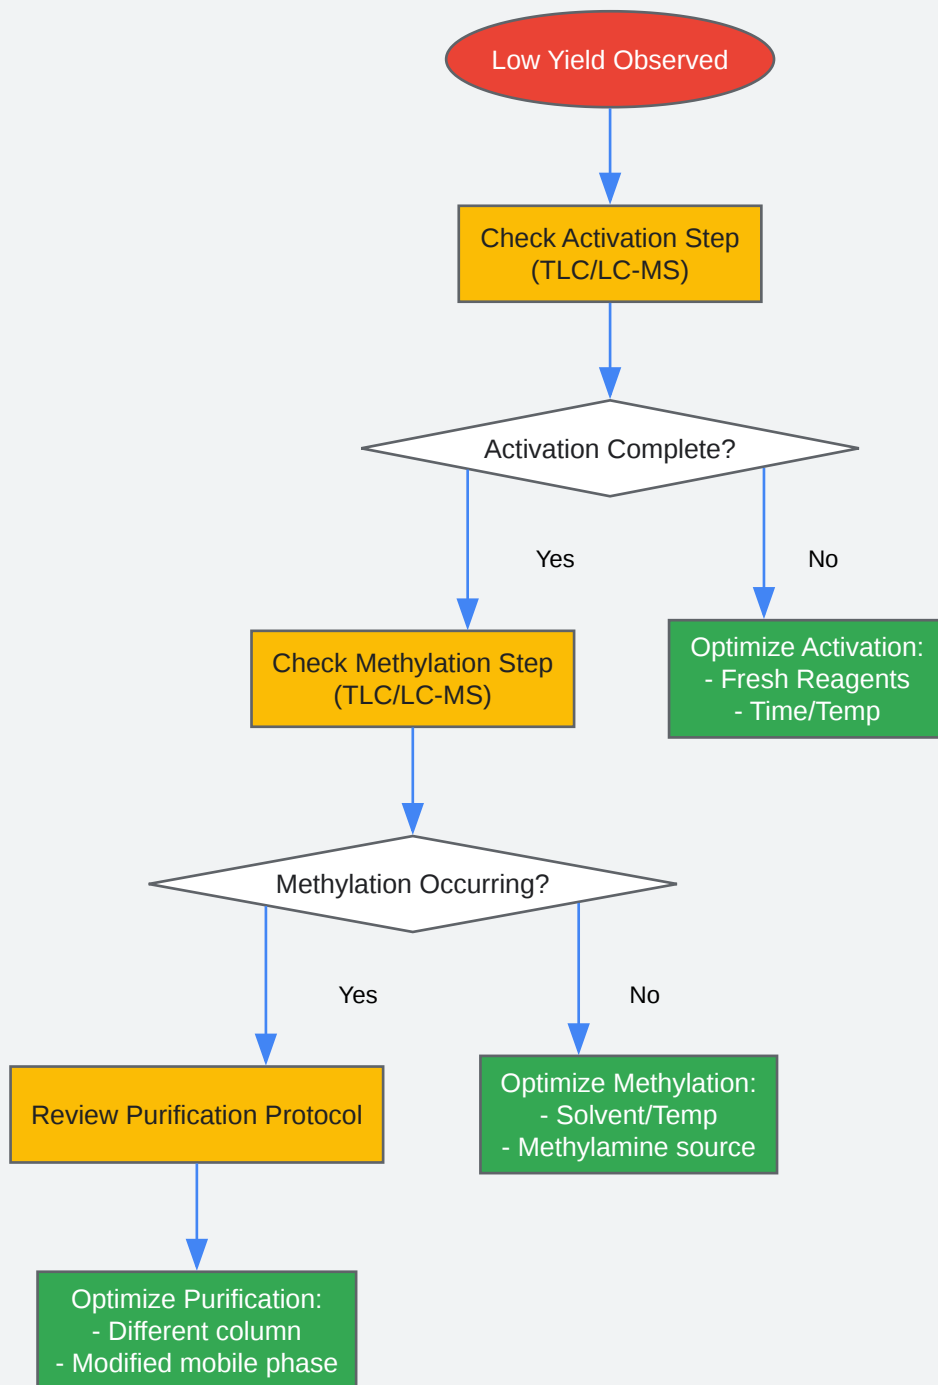 Low Yield Observed
Check Activation Step
(TLC/LC-MS)
Activation Complete?
Yes
No
Optimize Activation:
- Fresh Reagents
- Time/Temp
Check Methylation Step
(TLC/LC-MS)
Methylation Occurring?
Yes
No
Optimize Methylation:
- Solvent/Temp
- Methylamine source
Review Purification Protocol
Optimize Purification:
- Different column
- Modified mobile phase